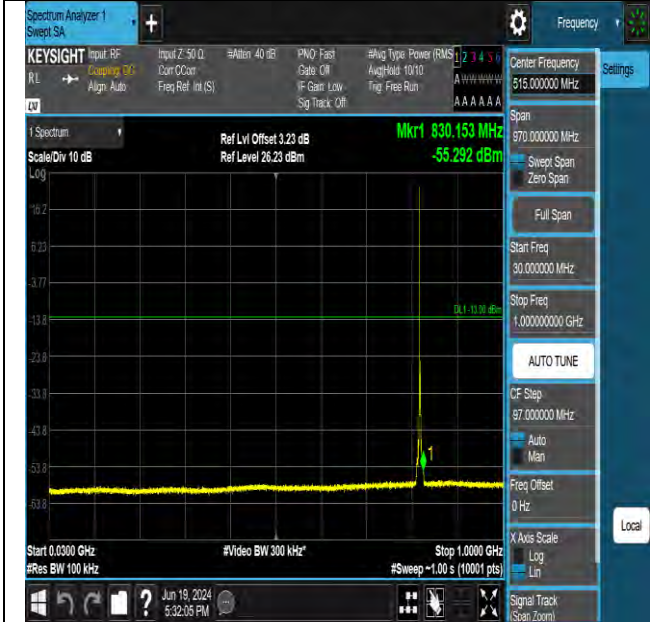 Spectrum Analyzer 1
Swept SA
+
Frequency
KEYSIGHT
RL
LXI
Input: RF
Coupling: DC
Align: Auto
Input Z: 50 Ω
Corr CCorr
Freq Ref: Int (S)
#Atten: 40 dB
PNO: Fast
Gate: Off
IF Gain: Low
Sig Track: Off
#Avg Type: Power (RMS)
Avg|Hold: 10/10
Trig: Free Run
1 2 3 4 5 6
A W W W W W
A A A A A A
1 Spectrum
Scale/Div 10 dB
Log
Ref Lvl Offset 3.23 dB
Ref Level 26.23 dBm
Mkr1 830.153 MHz
-55.292 dBm
16.2
6.23
-3.77
-13.8
-23.8
-33.8
-43.8
-53.8
-63.8
DL1 -13.00 dBm
1
Start 0.0300 GHz
#Res BW 100 kHz
#Video BW 300 kHz*
Stop 1.0000 GHz
#Sweep ~1.00 s (10001 pts)
?
Jun 19, 2024
5:32:05 PM
Center Frequency
515.000000 MHz
Span
970.000000 MHz
Swept Span
Zero Span
Full Span
Start Freq
30.000000 MHz
Stop Freq
1.000000000 GHz
AUTO TUNE
CF Step
97.000000 MHz
Auto
Man
Freq Offset
0 Hz
X Axis Scale
Log
Lin
Signal Track
(Span Zoom)
Settings
Local